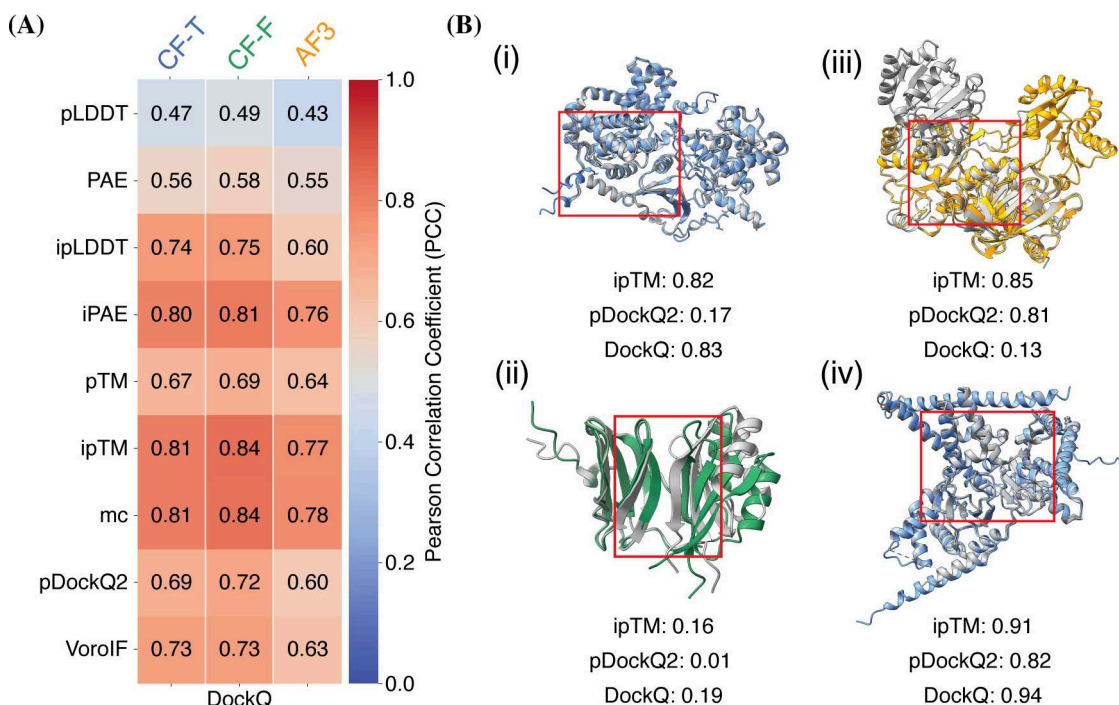 (A)
CF-T CF-F AF3
pLDDT 0.47 0.49 0.43
PAE 0.56 0.58 0.55
ipLDDT 0.74 0.75 0.60
iPAE 0.80 0.81 0.76
pTM 0.67 0.69 0.64
ipTM 0.81 0.84 0.77
mc 0.81 0.84 0.78
pDockQ2 0.69 0.72 0.60
VoroIF 0.73 0.73 0.63
DockQ
1.0
0.8
0.6
0.4
0.2
0.0
Pearson Correlation Coefficient (PCC)
(B)
(i)
ipTM: 0.82
pDockQ2: 0.17
DockQ: 0.83
(iii)
ipTM: 0.85
pDockQ2: 0.81
DockQ: 0.13
(ii)
ipTM: 0.16
pDockQ2: 0.01
DockQ: 0.19
(iv)
ipTM: 0.91
pDockQ2: 0.82
DockQ: 0.94